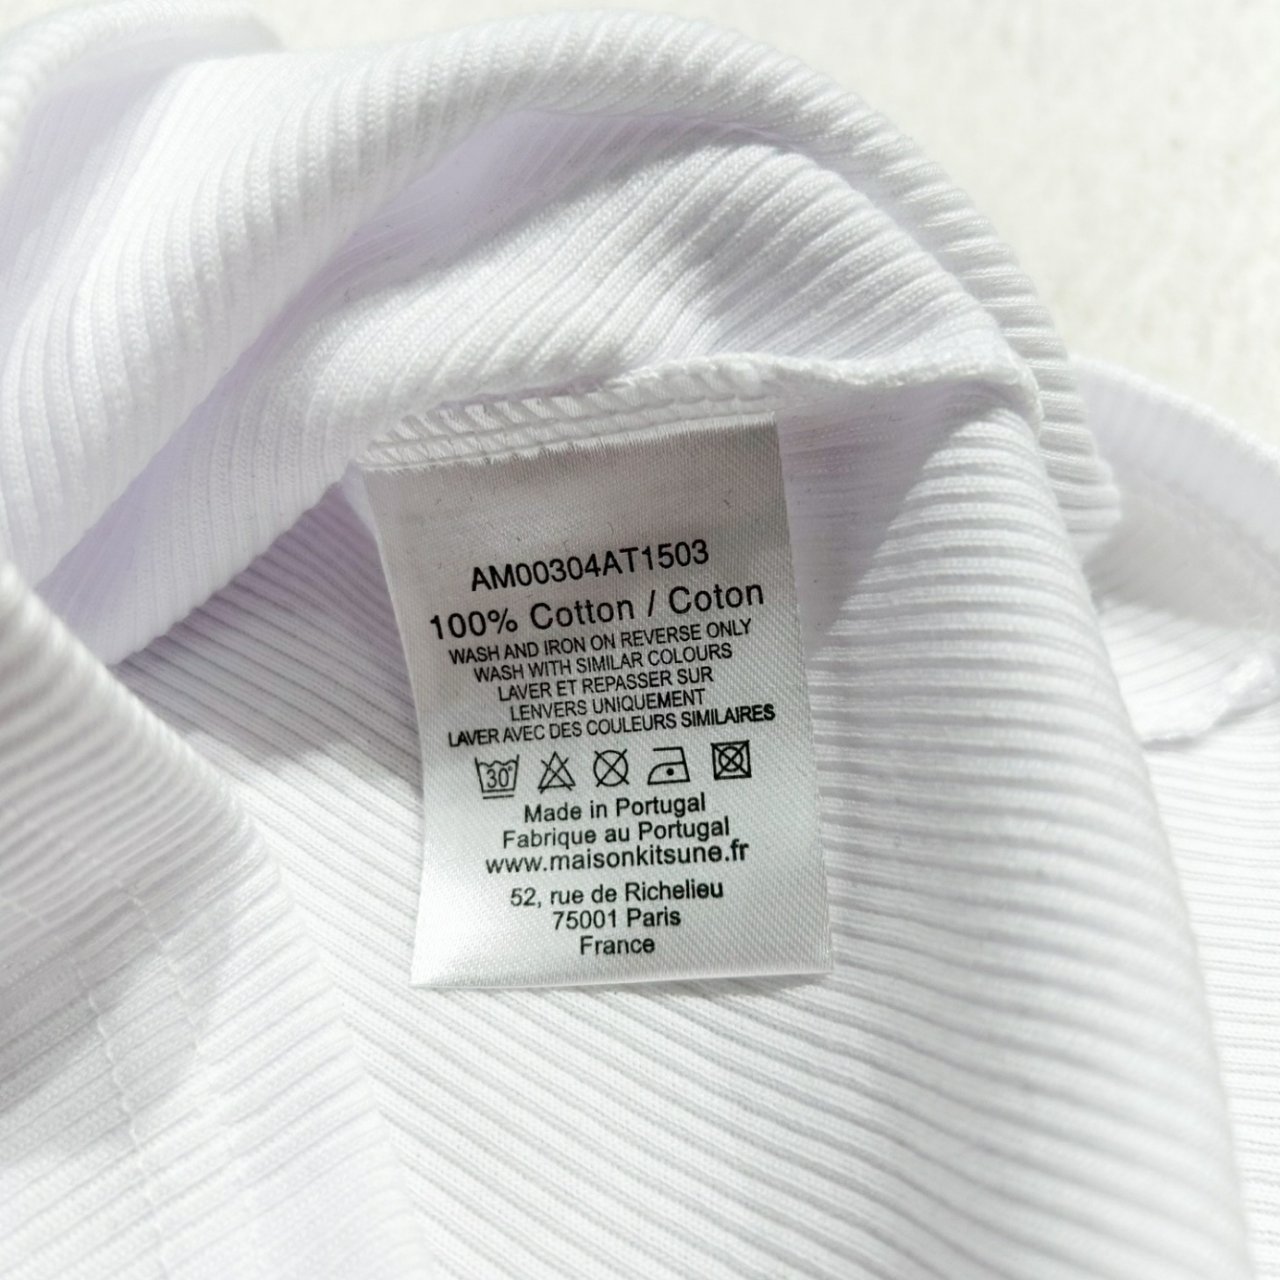 AM00304AT1503
100% Cotton / Coton
WASH AND IRON ON REVERSE ONLY
WASH WITH SIMILAR COLOURS
LAVER ET REPASSER SUR
LENVERS UNIQUEMENT
LAVER AVEC DES COULEURS SIMILAIRES
30°
Made in Portugal
Fabrique au Portugal
www.maisonkitsune.fr
52, rue de Richelieu
75001 Paris
France